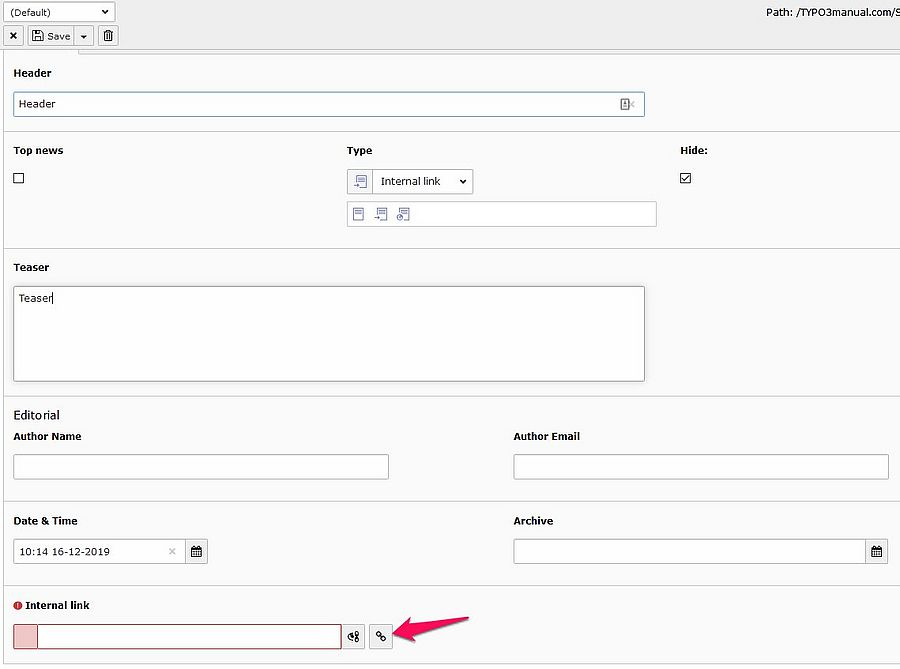 (Default)
Path: /TYPO3manual.com/S
Save
Header
Header
Top news
Type
Hide:
Internal link
Teaser
Teaser
Editorial
Author Name
Author Email
Date & Time
Archive
10:14 16-12-2019
Internal link